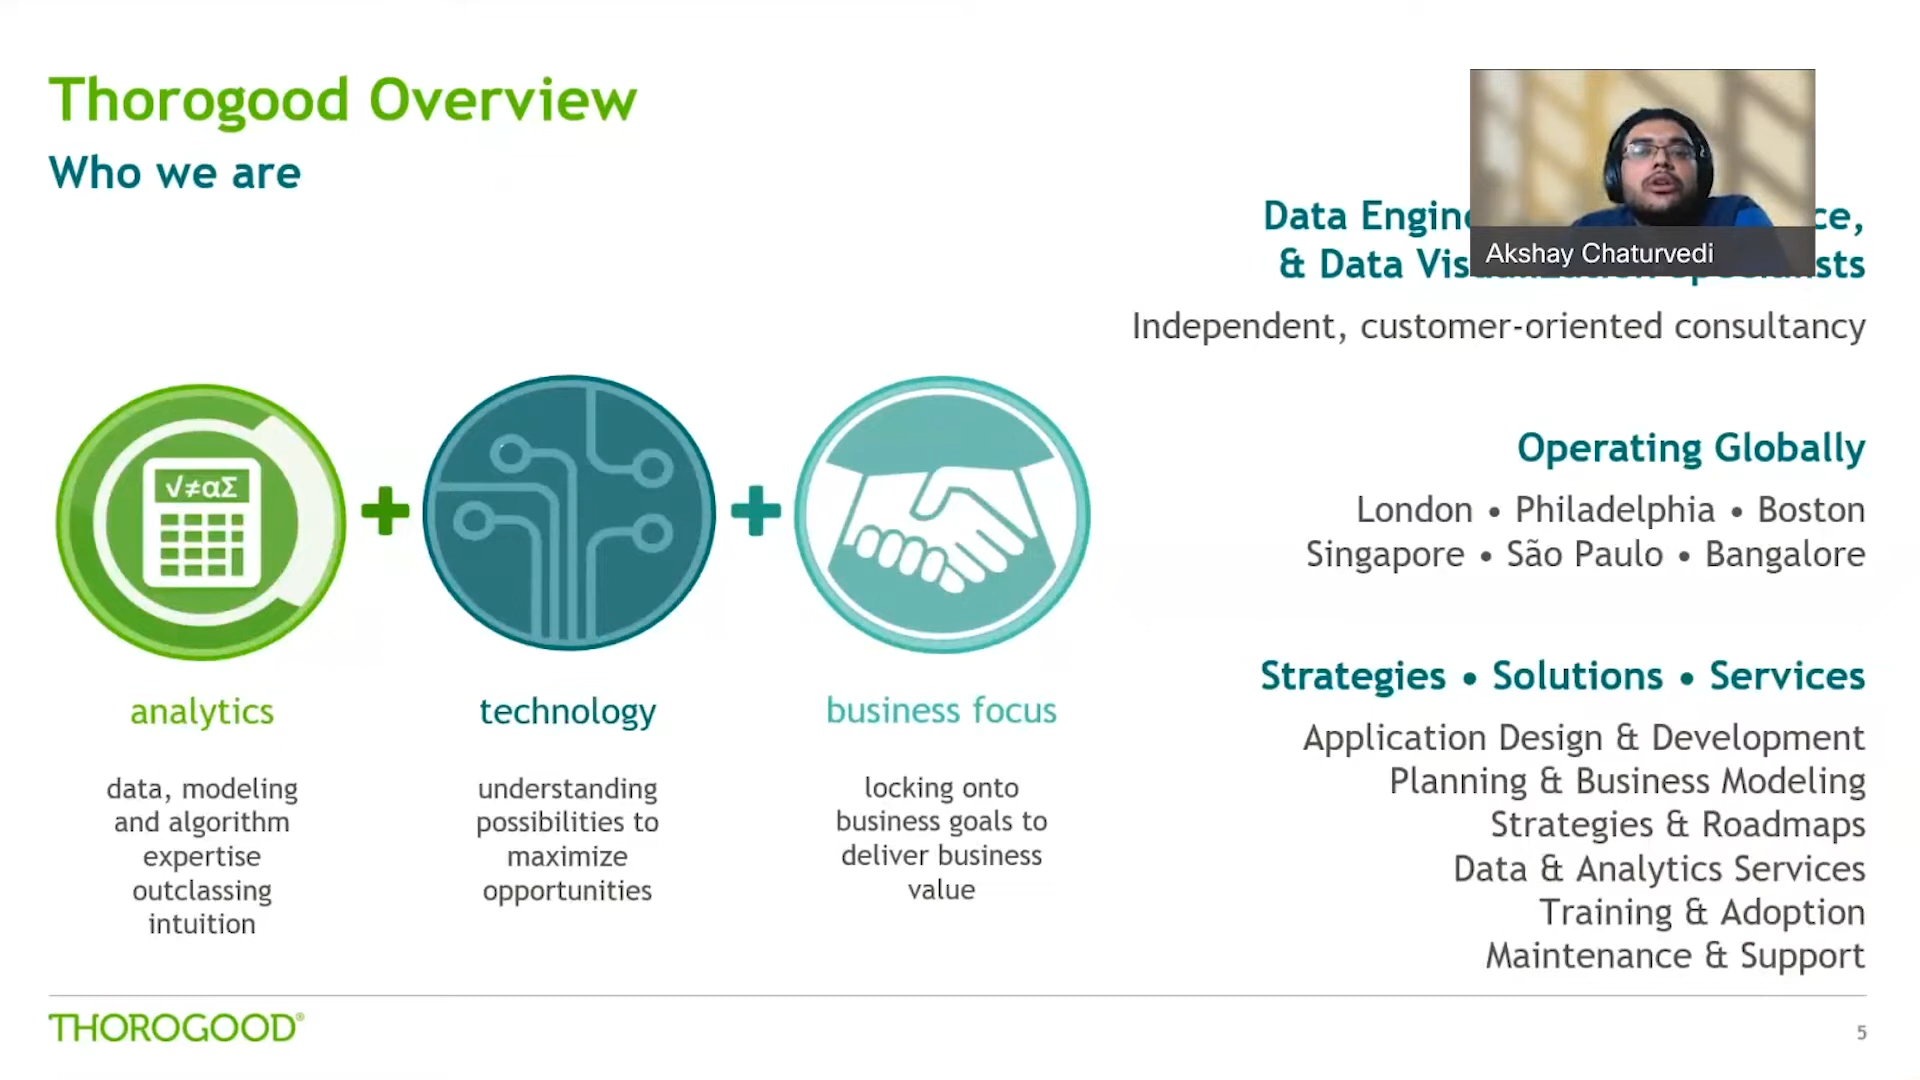 Thorogood Overview
Who we are
Akshay Chaturvedi
Data ce,
& Data sts
Independent, customer-oriented consultancy
Operating Globally
London • Philadelphia • Boston
Singapore • São Paulo • Bangalore
Strategies • Solutions • Services
Application Design & Development
Planning & Business Modeling
Strategies & Roadmaps
Data & Analytics Services
Training & Adoption
Maintenance & Support
√≠αΣ
analytics
data, modeling
and algorithm
expertise
outclassing
intuition
technology
understanding
possibilities to
maximize
opportunities
business focus
locking onto
business goals to
deliver business
value
THOROGOOD®
5